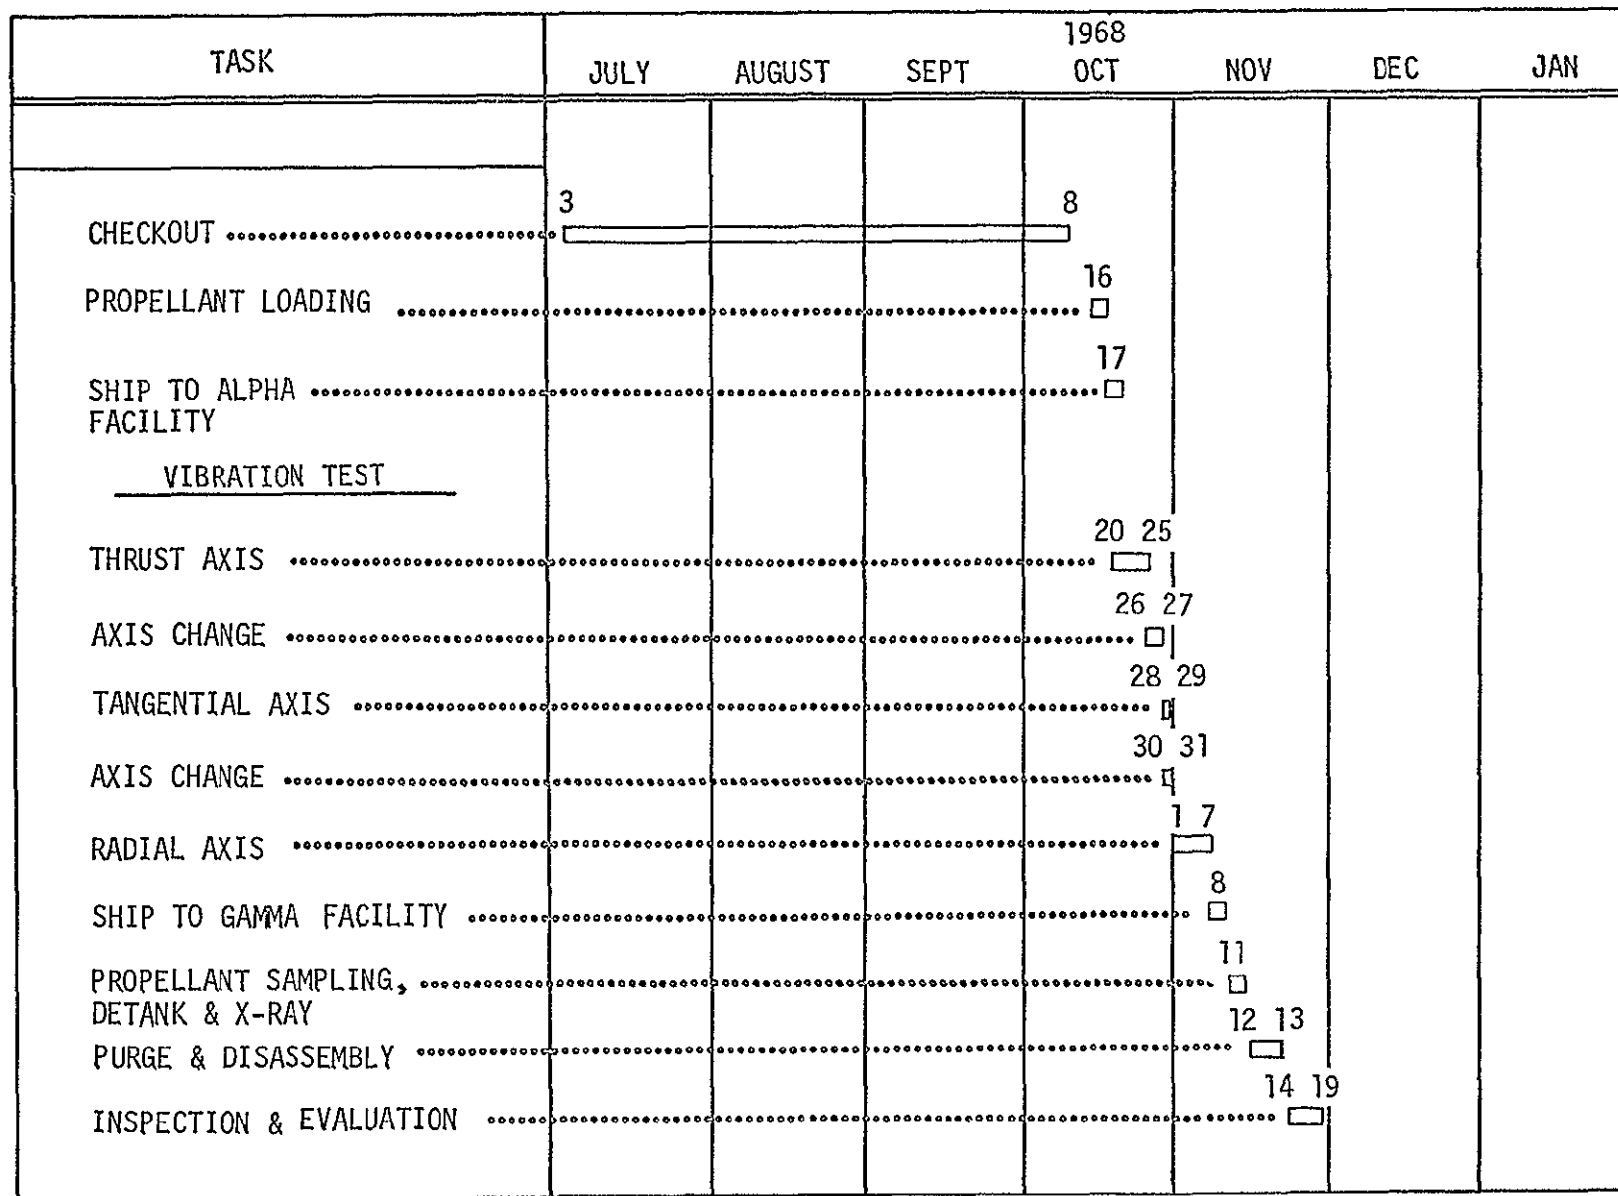 1968
TASK JULY AUGUST SEPT OCT NOV DEC JAN
3 8
CHECKOUT
16
PROPELLANT LOADING
17
SHIP TO ALPHA
FACILITY
VIBRATION TEST
20 25
THRUST AXIS
26 27
AXIS CHANGE
28 29
TANGENTIAL AXIS
30 31
AXIS CHANGE
1 7
RADIAL AXIS
8
SHIP TO GAMMA FACILITY
11
PROPELLANT SAMPLING,
DETANK & X-RAY
12 13
PURGE & DISASSEMBLY
14 19
INSPECTION & EVALUATION